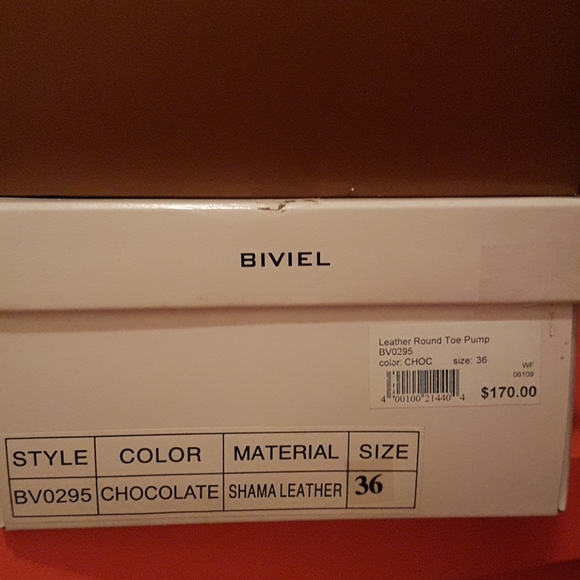 BIVIEL
Leather Round Toe Pump
BV0295
color: CHOC size: 36
WF
06109
4 00100 21440 4
$170.00
STYLE COLOR MATERIAL SIZE
BV0295 CHOCOLATE SHAMA LEATHER 36